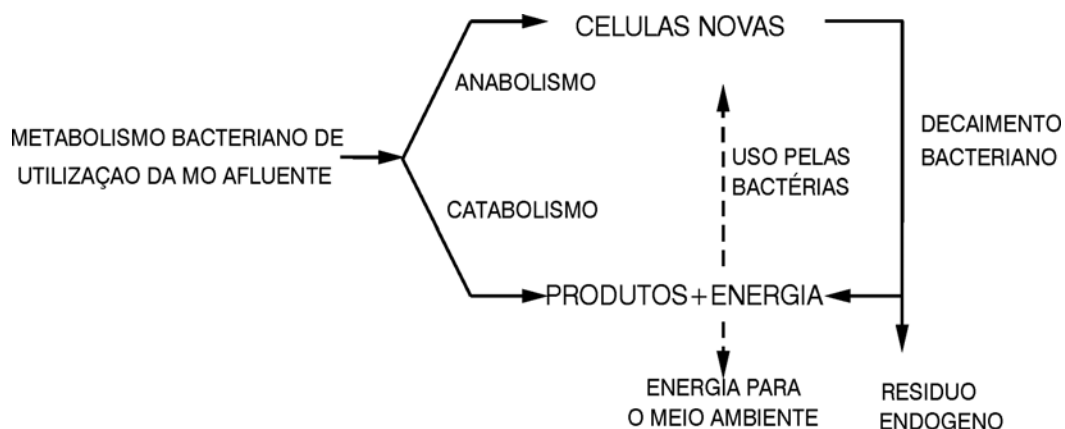 CELULAS NOVAS
ANABOLISMO
METABOLISMO BACTERIANO DE
UTILIZAÇAO DA MO AFLUENTE
USO PELAS
BACTÉRIAS
DECAIMENTO
BACTERIANO
CATABOLISMO
PRODUTOS+ENERGIA
ENERGIA PARA
O MEIO AMBIENTE
RESIDUO
ENDOGENO